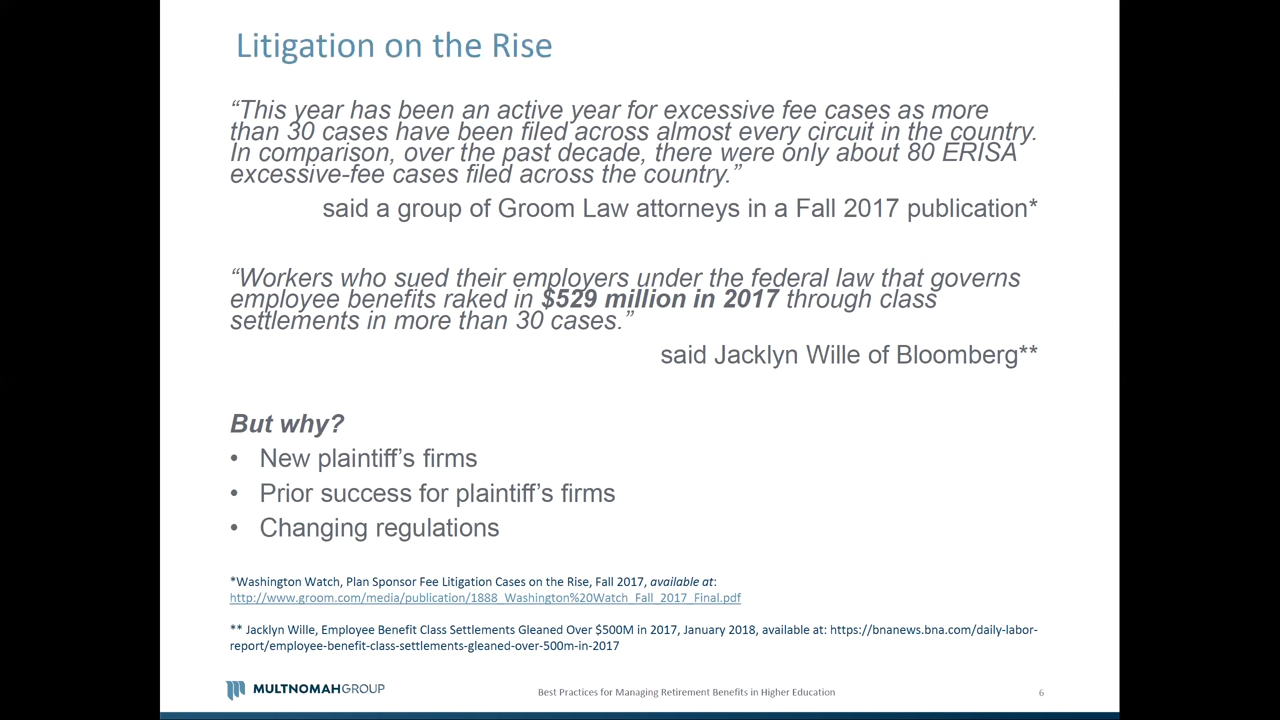 Litigation on the Rise
“This year has been an active year for excessive fee cases as more
than 30 cases have been filed across almost every circuit in the country.
In comparison, over the past decade, there were only about 80 ERISA
excessive-fee cases filed across the country.”
said a group of Groom Law attorneys in a Fall 2017 publication*
“Workers who sued their employers under the federal law that governs
employee benefits raked in $529 million in 2017 through class
settlements in more than 30 cases.”
said Jacklyn Wille of Bloomberg**
But why?
• New plaintiff’s firms
• Prior success for plaintiff’s firms
• Changing regulations
*Washington Watch, Plan Sponsor Fee Litigation Cases on the Rise, Fall 2017, available at:
http://www.groom.com/media/publication/1888_Washington%20Watch_Fall_2017_Final.pdf
** Jacklyn Wille, Employee Benefit Class Settlements Gleaned Over $500M in 2017, January 2018, available at: https://bnanews.bna.com/daily-labor-
report/employee-benefit-class-settlements-gleaned-over-500m-in-2017
MULTNOMAHGROUP
Best Practices for Managing Retirement Benefits in Higher Education
6